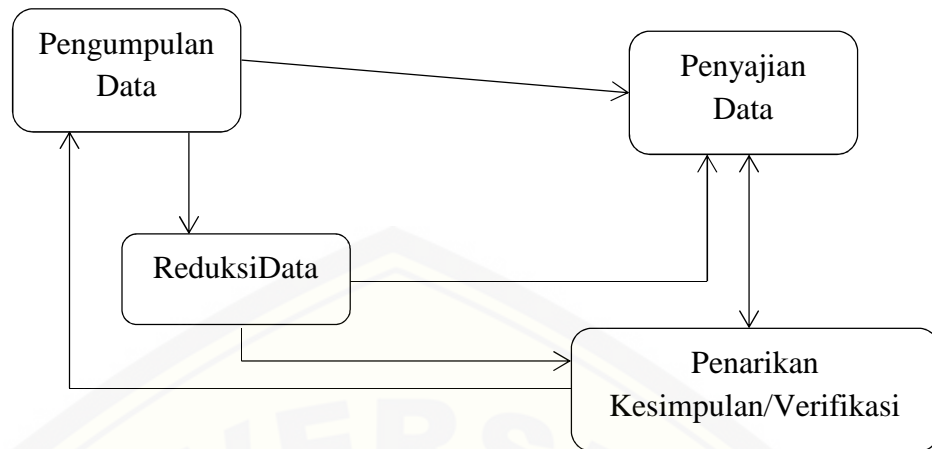 Pengumpulan
Data
Penyajian
Data
ReduksiData
Penarikan
Kesimpulan/Verifikasi